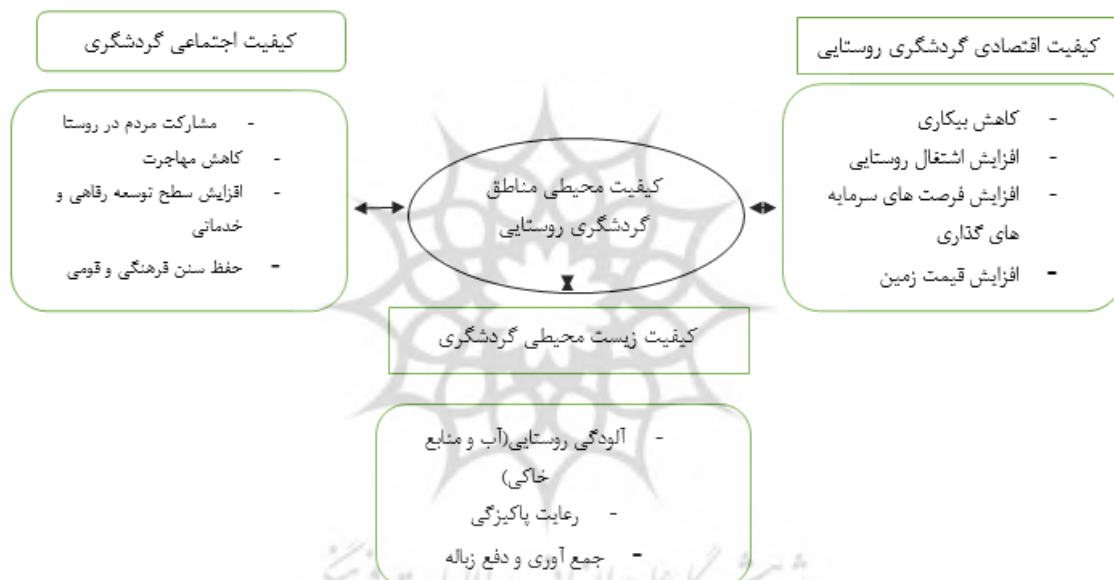 کیفیت اقتصادی گردشگری روستایی
- کاهش بیکاری
- افزایش اشتغال روستایی
- افزایش فرصت های سرمایه
های گذاری
- افزایش قیمت زمین
کیفیت محیطی مناطق
گردشگری روستایی
کیفیت اجتماعی گردشگری
- مشارکت مردم در روستا
- کاهش مهاجرت
- افزایش سطح توسعه رفاهی و
خدماتی
- حفظ سنن فرهنگی و قومی
کیفیت زیست محیطی گردشگری
- آلودگی روستایی(آب و منابع
خاکی)
- رعایت پاکیزگی
- جمع آوری و دفع زباله